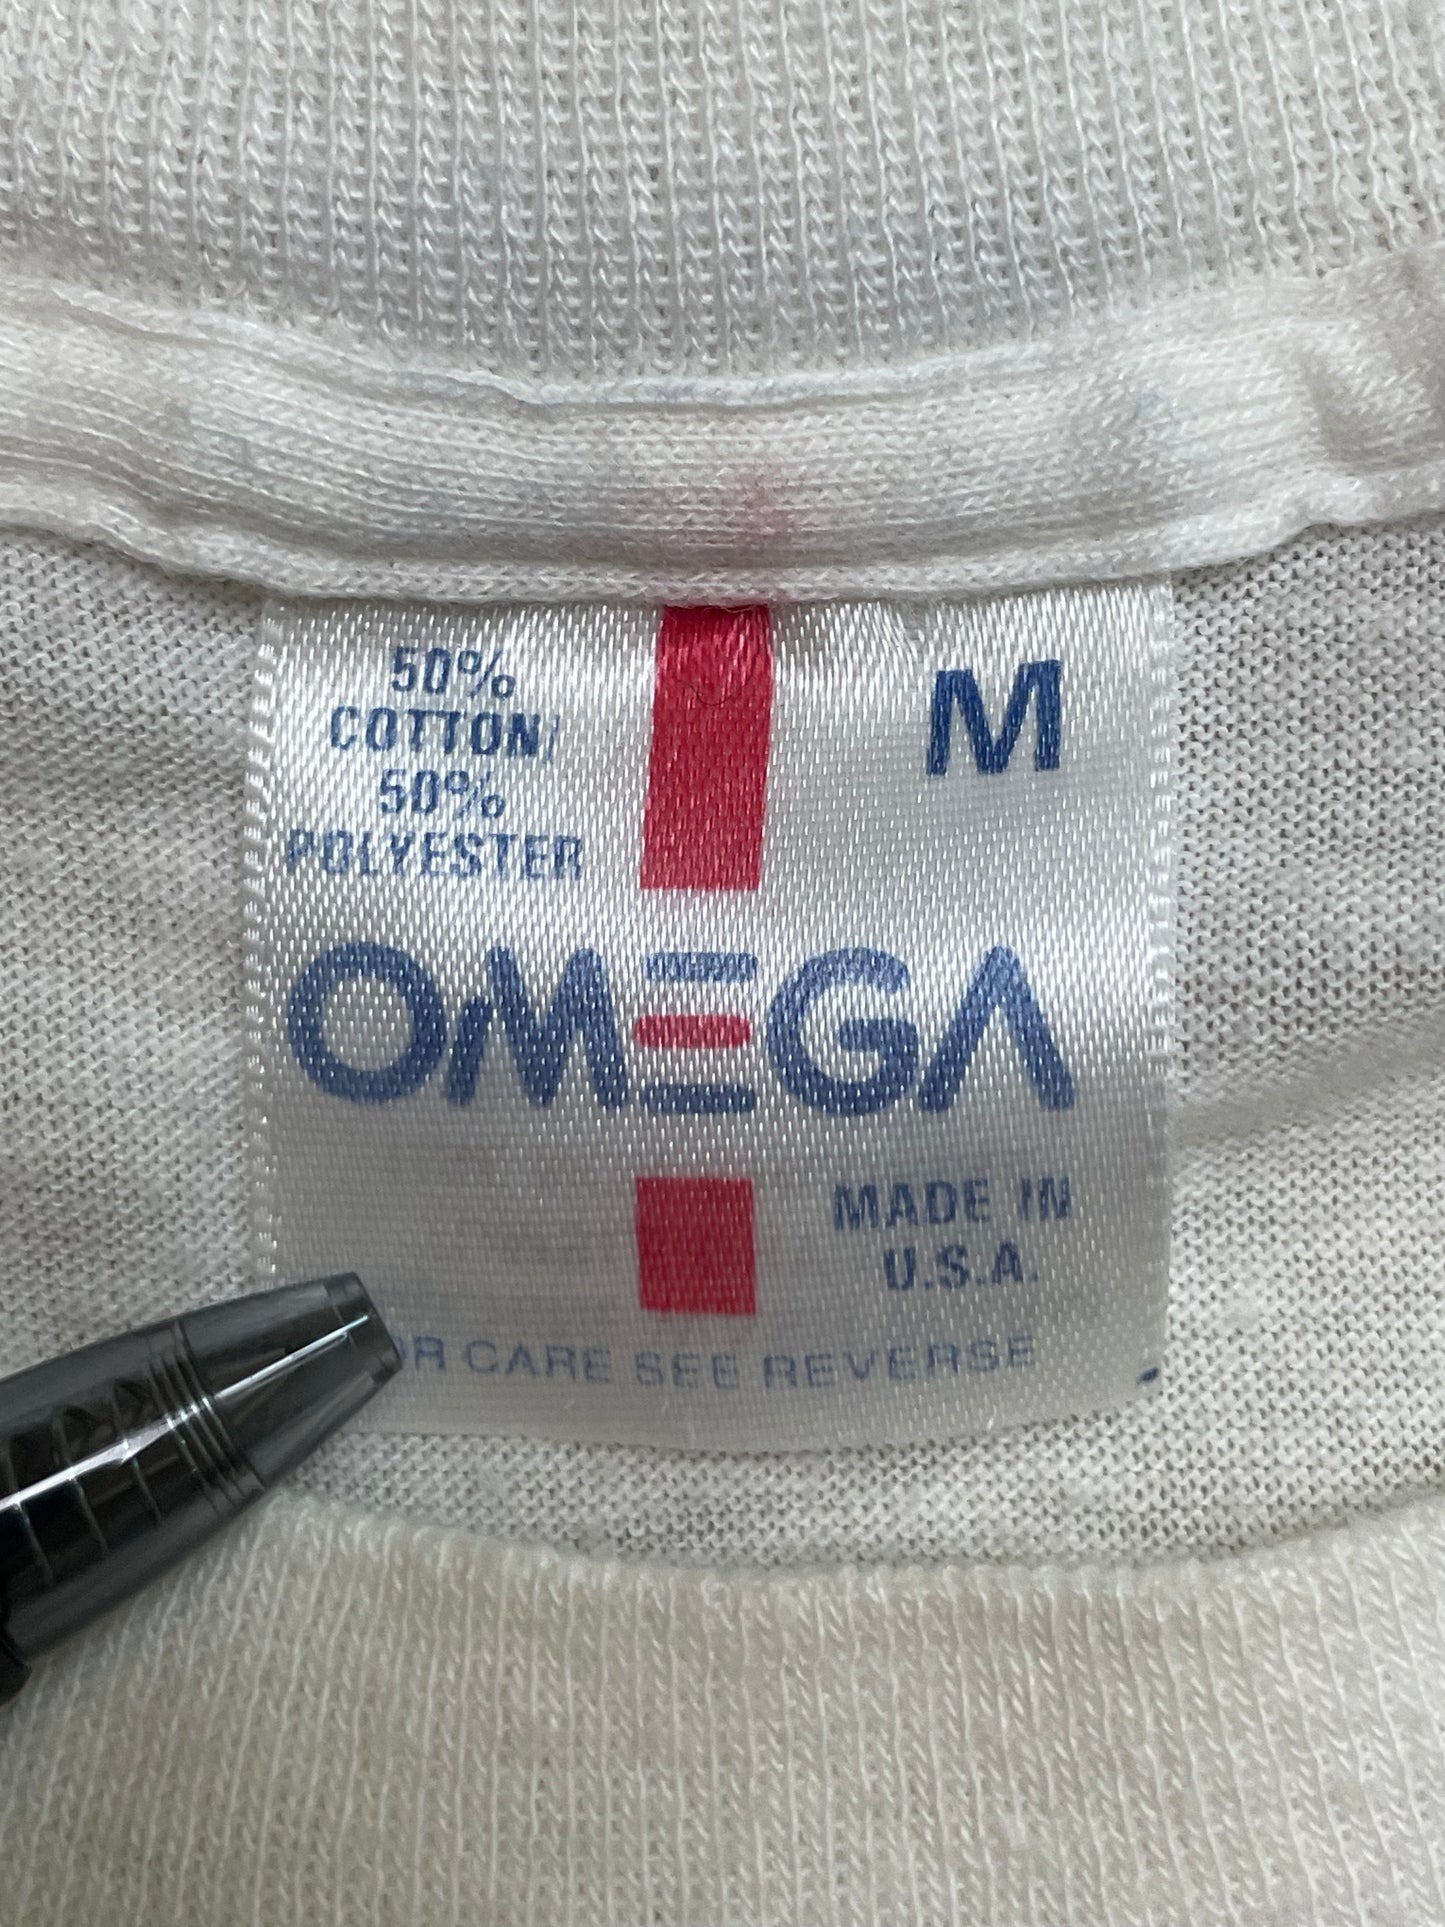 50%
COTTON/
50%
POLYESTER
M
OMEGA
MADE IN
U.S.A.
CARE SEE REVERSE